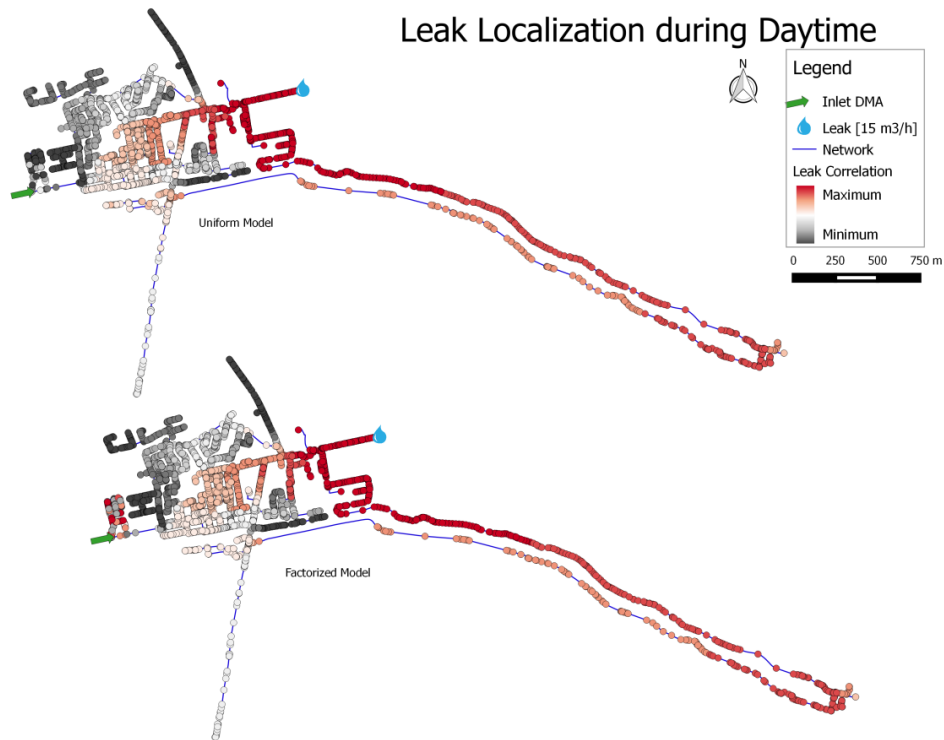 Leak Localization during Daytime
N
Legend
Inlet DMA
Leak [15 m3/h]
Network
Leak Correlation
Maximum
Minimum
0 250 500 750 m
Uniform Model
Factorized Model